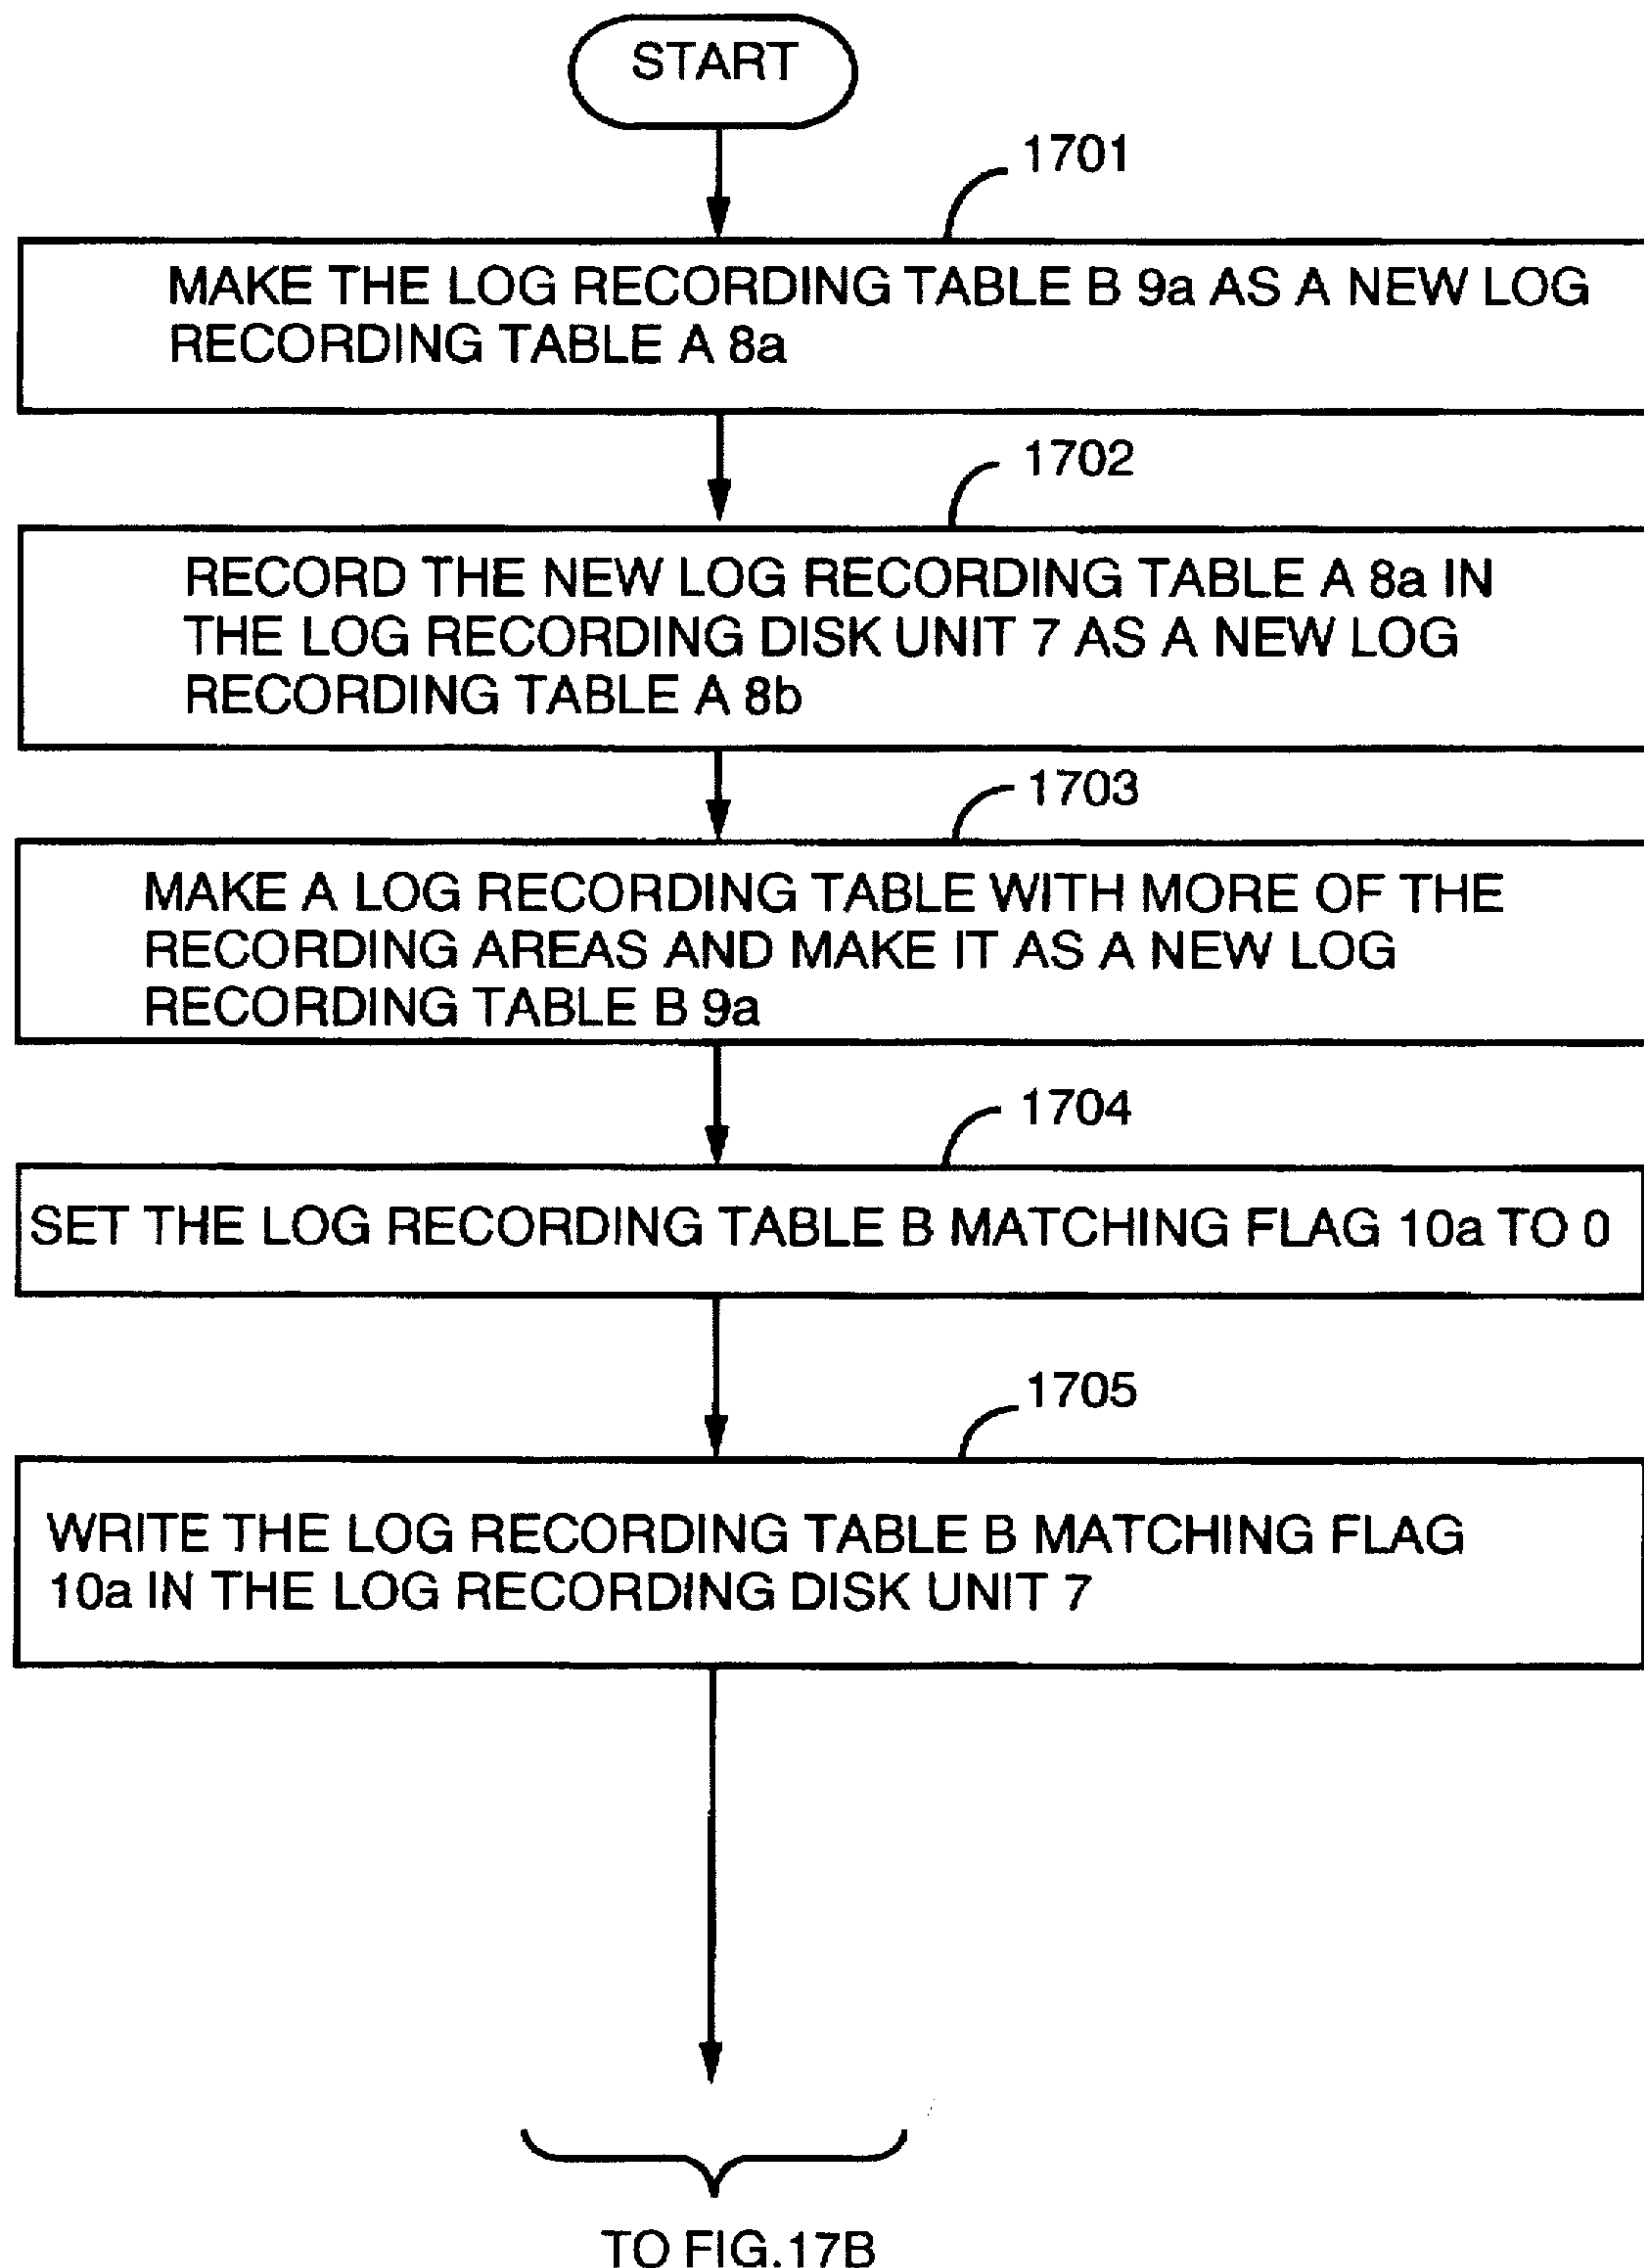 START
1701
MAKE THE LOG RECORDING TABLE B 9a AS A NEW LOG
RECORDING TABLE A 8a
1702
RECORD THE NEW LOG RECORDING TABLE A 8a IN
THE LOG RECORDING DISK UNIT 7 AS A NEW LOG
RECORDING TABLE A 8b
1703
MAKE A LOG RECORDING TABLE WITH MORE OF THE
RECORDING AREAS AND MAKE IT AS A NEW LOG
RECORDING TABLE B 9a
1704
SET THE LOG RECORDING TABLE B MATCHING FLAG 10a TO 0
1705
WRITE THE LOG RECORDING TABLE B MATCHING FLAG
10a IN THE LOG RECORDING DISK UNIT 7
TO FIG.17B